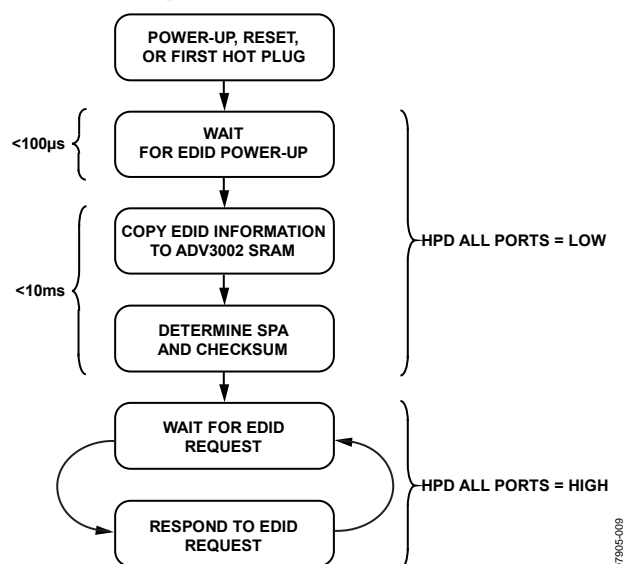 POWER-UP, RESET,
OR FIRST HOT PLUG
<100µs
WAIT
FOR EDID POWER-UP
COPY EDID INFORMATION
TO ADV3002 SRAM
HPD ALL PORTS = LOW
<10ms
DETERMINE SPA
AND CHECKSUM
WAIT FOR EDID
REQUEST
HPD ALL PORTS = HIGH
RESPOND TO EDID
REQUEST
7905-009